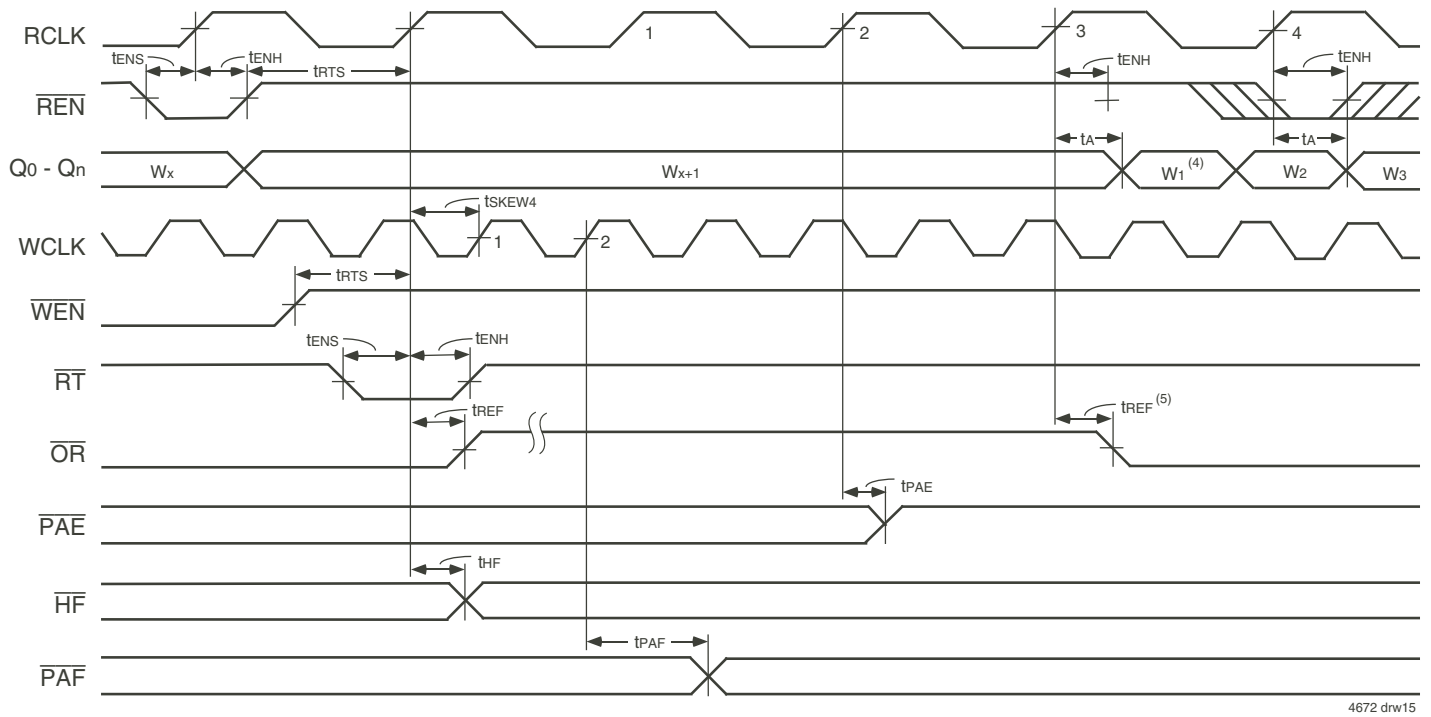 RCLK 1 2 3 4
tENS tENH tRTS tENH tENH
REN
tA tA
Q0 - Qn Wx Wx+1 W1 (4) W2 W3
tSKEW4
WCLK 1 2
tRTS
WEN
tENS tENH
RT
tREF tREF (5)
OR
tPAE
PAE
tHF
HF
tPAF
PAF
4672 drw15